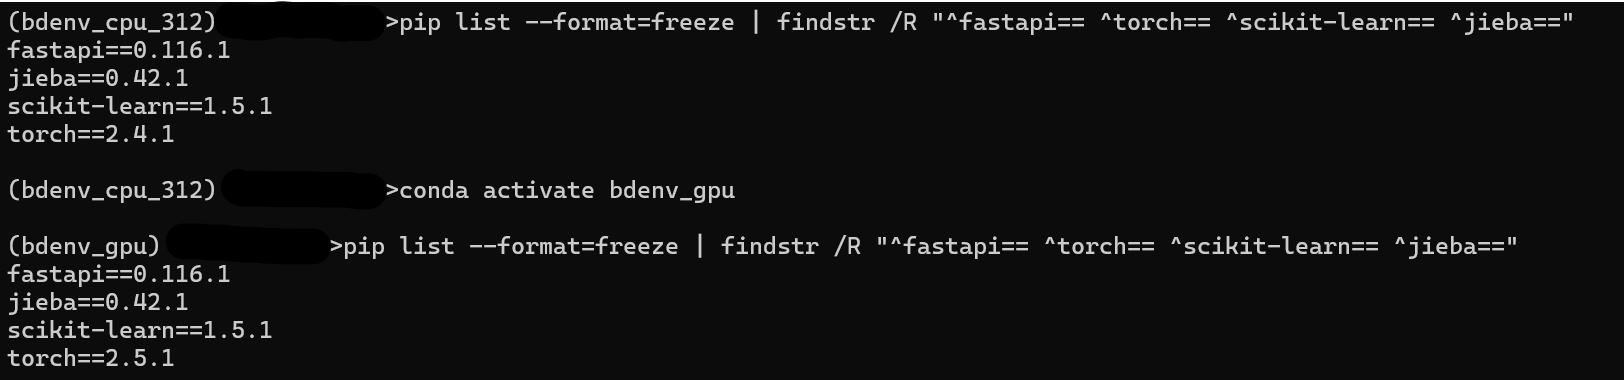 (bdenv_cpu_312) >pip list --format=freeze | findstr /R "^fastapi== ^torch== ^scikit-learn== ^jieba=="
fastapi==0.116.1
jieba==0.42.1
scikit-learn==1.5.1
torch==2.4.1
(bdenv_cpu_312) >conda activate bdenv_gpu
(bdenv_gpu) >pip list --format=freeze | findstr /R "^fastapi== ^torch== ^scikit-learn== ^jieba=="
fastapi==0.116.1
jieba==0.42.1
scikit-learn==1.5.1
torch==2.5.1